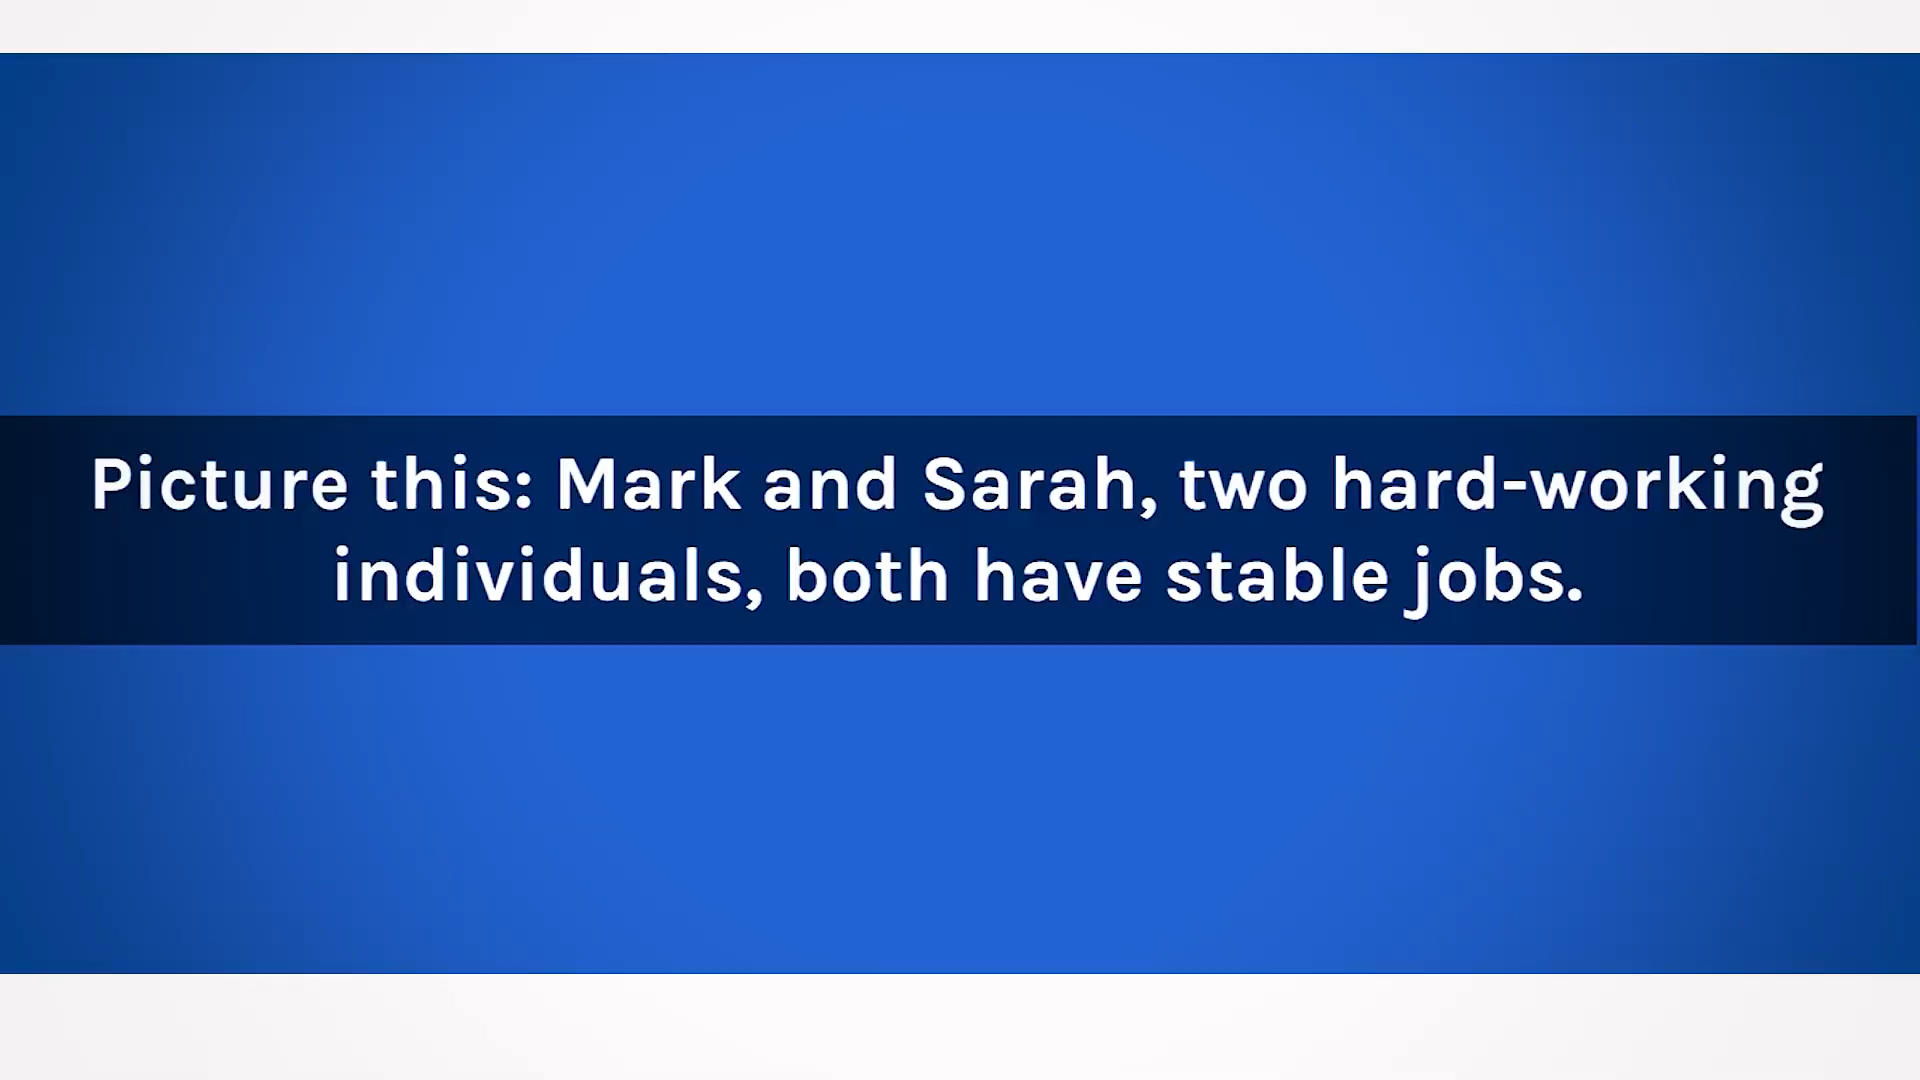 Picture this: Mark and Sarah, two hard-working
individuals, both have stable jobs.